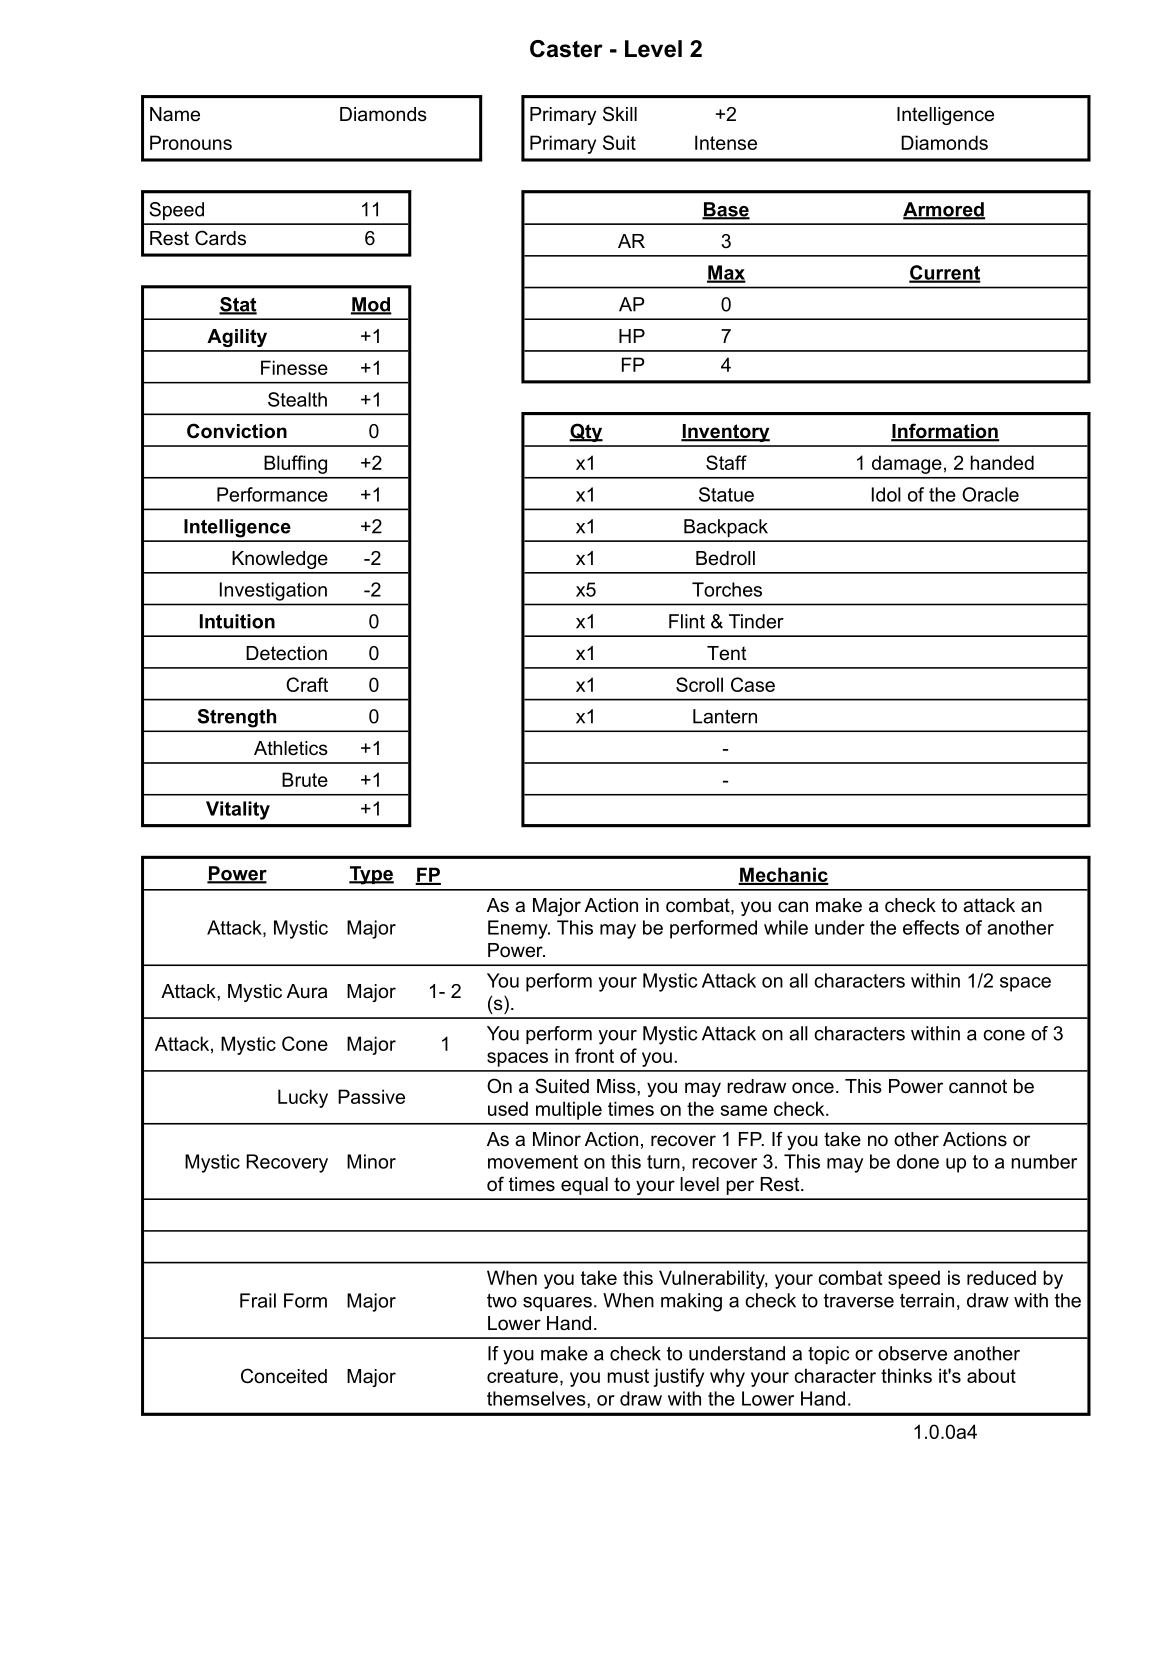 Caster - Level 2
Name Diamonds
Pronouns
Primary Skill +2 Intelligence
Primary Suit Intense Diamonds
Speed 11
Rest Cards 6
Base Armored
AR 3
Max Current
AP 0
HP 7
FP 4
Stat Mod
Agility +1
Finesse +1
Stealth +1
Conviction 0
Bluffing +2
Performance +1
Intelligence +2
Knowledge -2
Investigation -2
Intuition 0
Detection 0
Craft 0
Strength 0
Athletics +1
Brute +1
Vitality +1
Qty Inventory Information
x1 Staff 1 damage, 2 handed
x1 Statue Idol of the Oracle
x1 Backpack
x1 Bedroll
x5 Torches
x1 Flint & Tinder
x1 Tent
x1 Scroll Case
x1 Lantern
-
-
Power Type FP Mechanic
Attack, Mystic Major As a Major Action in combat, you can make a check to attack an
Enemy. This may be performed while under the effects of another
Power.
Attack, Mystic Aura Major 1- 2 You perform your Mystic Attack on all characters within 1/2 space
(s).
Attack, Mystic Cone Major 1 You perform your Mystic Attack on all characters within a cone of 3
spaces in front of you.
Lucky Passive On a Suited Miss, you may redraw once. This Power cannot be
used multiple times on the same check.
Mystic Recovery Minor As a Minor Action, recover 1 FP. If you take no other Actions or
movement on this turn, recover 3. This may be done up to a number
of times equal to your level per Rest.
Frail Form Major When you take this Vulnerability, your combat speed is reduced by
two squares. When making a check to traverse terrain, draw with the
Lower Hand.
Conceited Major If you make a check to understand a topic or observe another
creature, you must justify why your character thinks it's about
themselves, or draw with the Lower Hand.
1.0.0a4